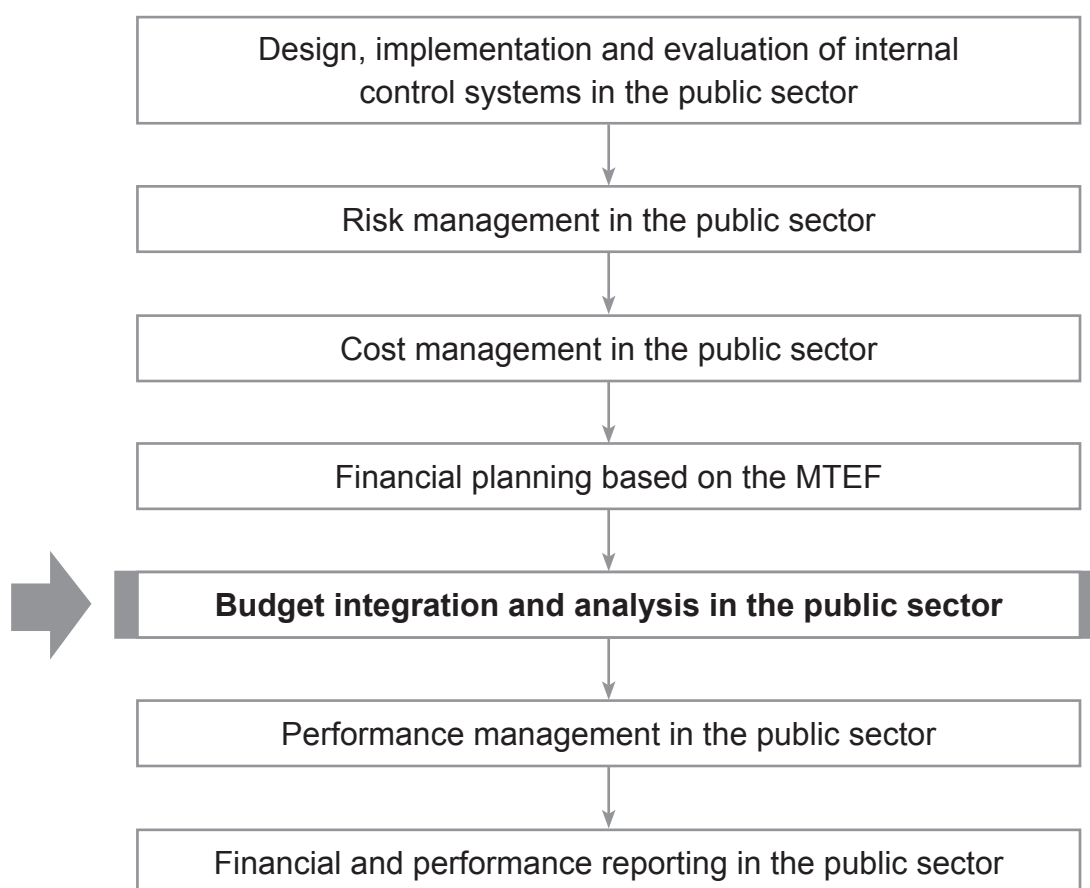 Design, implementation and evaluation of internal
control systems in the public sector
Risk management in the public sector
Cost management in the public sector
Financial planning based on the MTEF
Budget integration and analysis in the public sector
Performance management in the public sector
Financial and performance reporting in the public sector